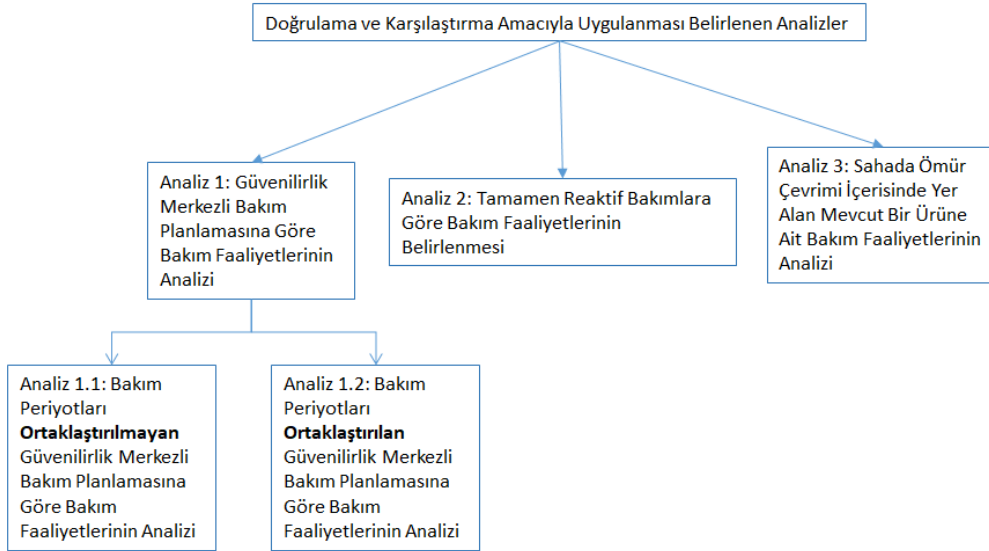 Doğrulama ve Karşılaştırma Amacıyla Uygulanması Belirlenen Analizler
Analiz 1: Güvenilirlik
Merkezli Bakım
Planlamasına Göre
Bakım Faaliyetlerinin
Analizi
Analiz 2: Tamamen Reaktif Bakımlara
Göre Bakım Faaliyetlerinin
Belirlenmesi
Analiz 3: Sahada Ömür
Çevrimi İçerisinde Yer
Alan Mevcut Bir Ürüne
Ait Bakım Faaliyetlerinin
Analizi
Analiz 1.1: Bakım
Periyotları
Ortaklaştırılmayan
Güvenilirlik Merkezli
Bakım Planlamasına
Göre Bakım
Faaliyetlerinin Analizi
Analiz 1.2: Bakım
Periyotları
Ortaklaştırılan
Güvenilirlik Merkezli
Bakım Planlamasına
Göre Bakım
Faaliyetlerinin Analizi